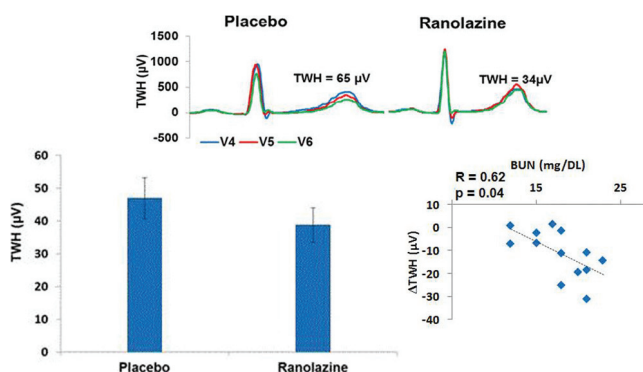 Placebo
Ranolazine
TWH (µV)
1500
1000
500
0
-500
TWH = 65 µV
TWH = 34µV
V4 V5 V6
TWH (µV)
60
50
40
30
20
10
0
Placebo
Ranolazine
BUN (mg/DL)
R = 0.62
p = 0.04
15 20 25
ΔTWH (µV)
10
0
-10
-20
-30
-40